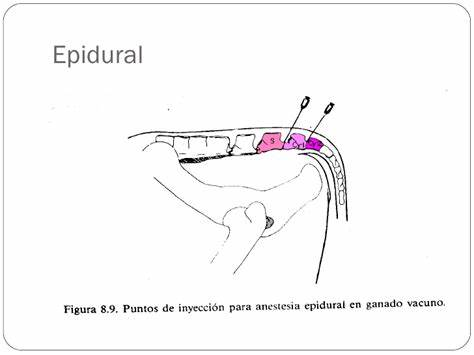 Epidural
S
Figura 8.9. Puntos de inyección para anestesia epidural en ganado vacuno.